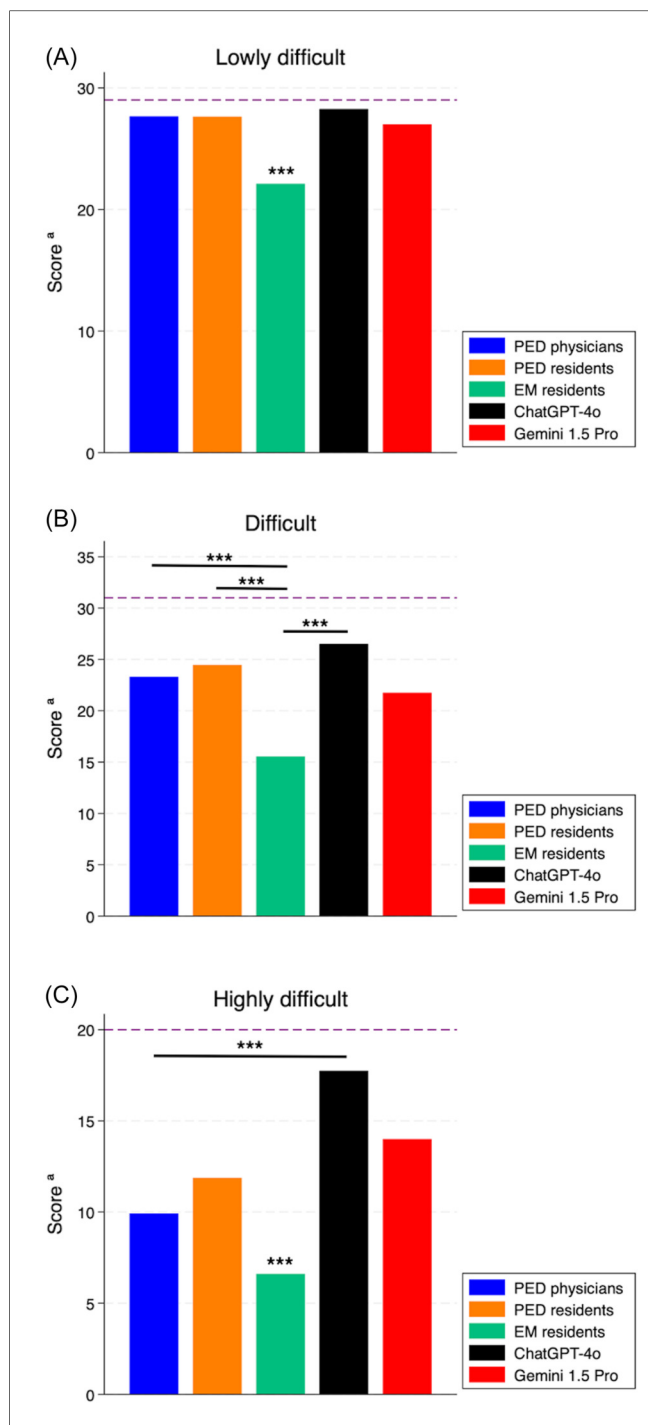 (A)
Lowly difficult
30
20
10
0
Score a
***
PED physicians
PED residents
EM residents
ChatGPT-4o
Gemini 1.5 Pro
(B)
Difficult
35
30
25
20
15
10
5
0
Score a
***
***
***
PED physicians
PED residents
EM residents
ChatGPT-4o
Gemini 1.5 Pro
(C)
Highly difficult
20
15
10
5
0
Score a
***
***
PED physicians
PED residents
EM residents
ChatGPT-4o
Gemini 1.5 Pro